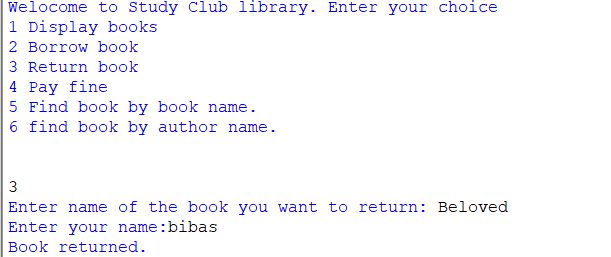 Welocome to Study Club library. Enter your choice
1 Display books
2 Borrow book
3 Return book
4 Pay fine
5 Find book by book name.
6 find book by author name.
3
Enter name of the book you want to return: Beloved
Enter your name:bibas
Book returned.